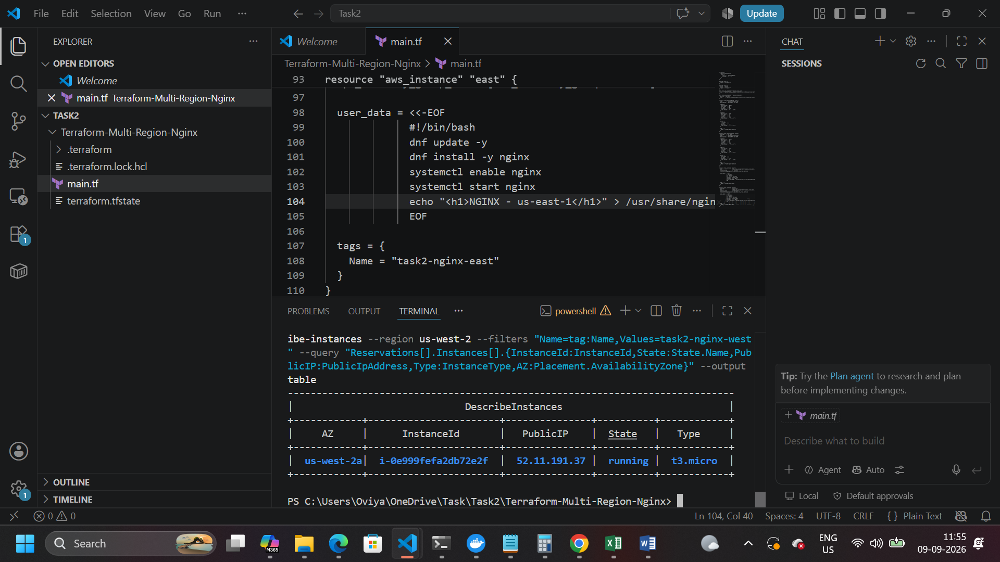 File Edit Selection View Go Run ···
Task2
Update
EXPLORER
OPEN EDITORS
Welcome
main.tf Terraform-Multi-Region-Nginx
TASK2
Terraform-Multi-Region-Nginx
.terraform
.terraform.lock.hcl
main.tf
terraform.tfstate
OUTLINE
TIMELINE
Welcome
main.tf
Terraform-Multi-Region-Nginx > main.tf
93 resource "aws_instance" "east" {
97
98 user_data = <<-EOF
99 #!/bin/bash
100 dnf update -y
101 dnf install -y nginx
102 systemctl enable nginx
103 systemctl start nginx
104 echo "<h1>NGINX - us-east-1</h1>" > /usr/share/nginx
105 EOF
106
107 tags = {
108 Name = "task2-nginx-east"
109 }
110 }
PROBLEMS OUTPUT TERMINAL ···
powershell
ibe-instances --region us-west-2 --filters "Name=tag:Name,Values=task2-nginx-west
" --query "Reservations[].Instances[].{InstanceId:InstanceId,State:State.Name,Pub
licIP:PublicIpAddress,Type:InstanceType,AZ:Placement.AvailabilityZone}" --output
table
---------------------------------------------------------------------------
| DescribeInstances |
+------------+----------------------+---------------+----------+------------+
| AZ | InstanceId | PublicIP | State | Type |
+------------+----------------------+---------------+----------+------------+
| us-west-2a| i-0e999fefa2db72e2f | 52.11.191.37 | running | t3.micro |
+------------+----------------------+---------------+----------+------------+
PS C:\Users\Oviya\OneDrive\Task\Task2\Terraform-Multi-Region-Nginx>
CHAT
SESSIONS
Tip: Try the Plan agent to research and plan
before implementing changes.
main.tf
Describe what to build
Agent Auto
Local Default approvals
0 0
Ln 104, Col 40 Spaces: 4 UTF-8 CRLF { } Plain Text
1
1
Search
M365
ENG
US
11:55
09-09-2026